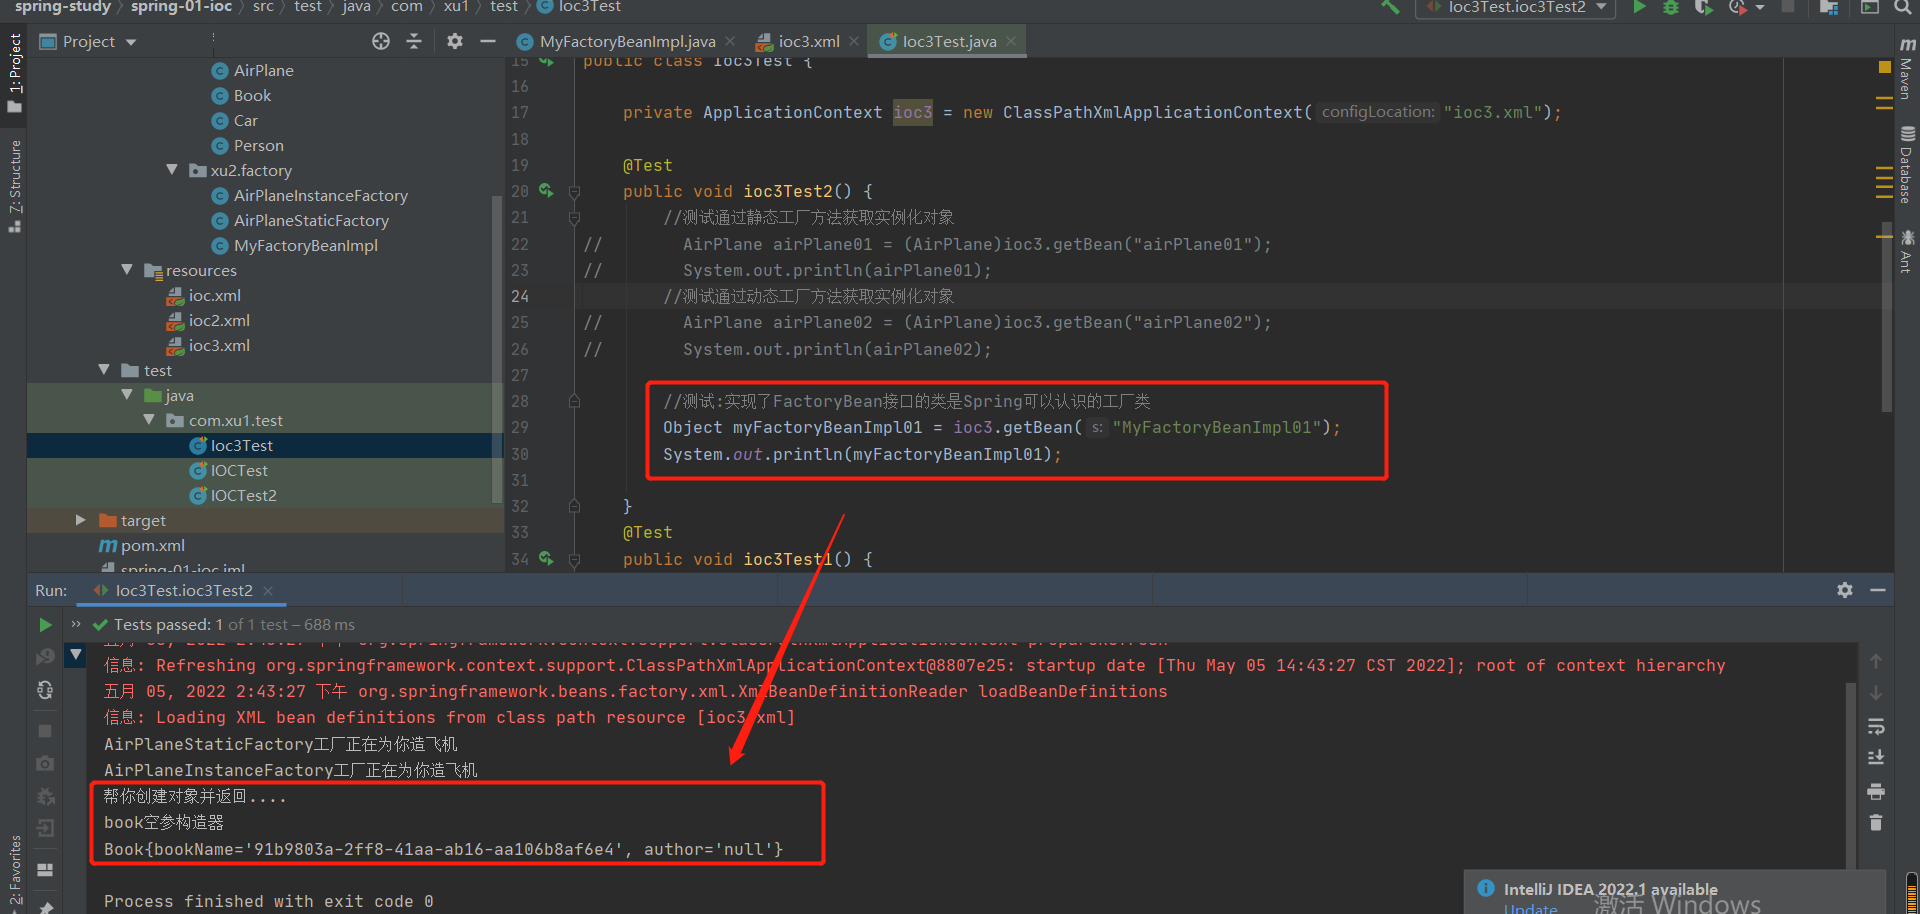 spring-study › spring-01-ioc › src › test › java › com › xu1 › test › Ioc3Test
Ioc3Test.ioc3Test2
1: Project
7: Structure
2: Favorites
Project
AirPlane
Book
Car
Person
xu2.factory
AirPlaneInstanceFactory
AirPlaneStaticFactory
MyFactoryBeanImpl
resources
ioc.xml
ioc2.xml
ioc3.xml
test
java
com.xu1.test
Ioc3Test
IOCTest
IOCTest2
target
pom.xml
spring-01-ioc.iml
MyFactoryBeanImpl.java
ioc3.xml
Ioc3Test.java
15 public class Ioc3Test {
16
17 private ApplicationContext ioc3 = new ClassPathXmlApplicationContext( configLocation: "ioc3.xml");
18
19 @Test
20 public void ioc3Test2() {
21 //测试通过静态工厂方法获取实例化对象
22 // AirPlane airPlane01 = (AirPlane)ioc3.getBean("airPlane01");
23 // System.out.println(airPlane01);
24 //测试通过动态工厂方法获取实例化对象
25 // AirPlane airPlane02 = (AirPlane)ioc3.getBean("airPlane02");
26 // System.out.println(airPlane02);
27
28 //测试:实现了FactoryBean接口的类是Spring可以认识的工厂类
29 Object myFactoryBeanImpl01 = ioc3.getBean( s: "MyFactoryBeanImpl01");
30 System.out.println(myFactoryBeanImpl01);
31
32 }
33 @Test
34 public void ioc3Test1() {
Maven
Database
Ant
Run: Ioc3Test.ioc3Test2
Tests passed: 1 of 1 test – 688 ms
五月 05, 2022 2:43:27 下午 org.springframework.context.support.ClassPathXmlApplicationContext prepareRefresh
信息: Refreshing org.springframework.context.support.ClassPathXmlApplicationContext@8807e25: startup date [Thu May 05 14:43:27 CST 2022]; root of context hierarchy
五月 05, 2022 2:43:27 下午 org.springframework.beans.factory.xml.XmlBeanDefinitionReader loadBeanDefinitions
信息: Loading XML bean definitions from class path resource [ioc3.xml]
AirPlaneStaticFactory工厂正在为你造飞机
AirPlaneInstanceFactory工厂正在为你造飞机
帮你创建对象并返回....
book空参构造器
Book{bookName='91b9803a-2ff8-41aa-ab16-aa106b8af6e4', author='null'}
Process finished with exit code 0
IntelliJ IDEA 2022.1 available
Update
激活 Windows